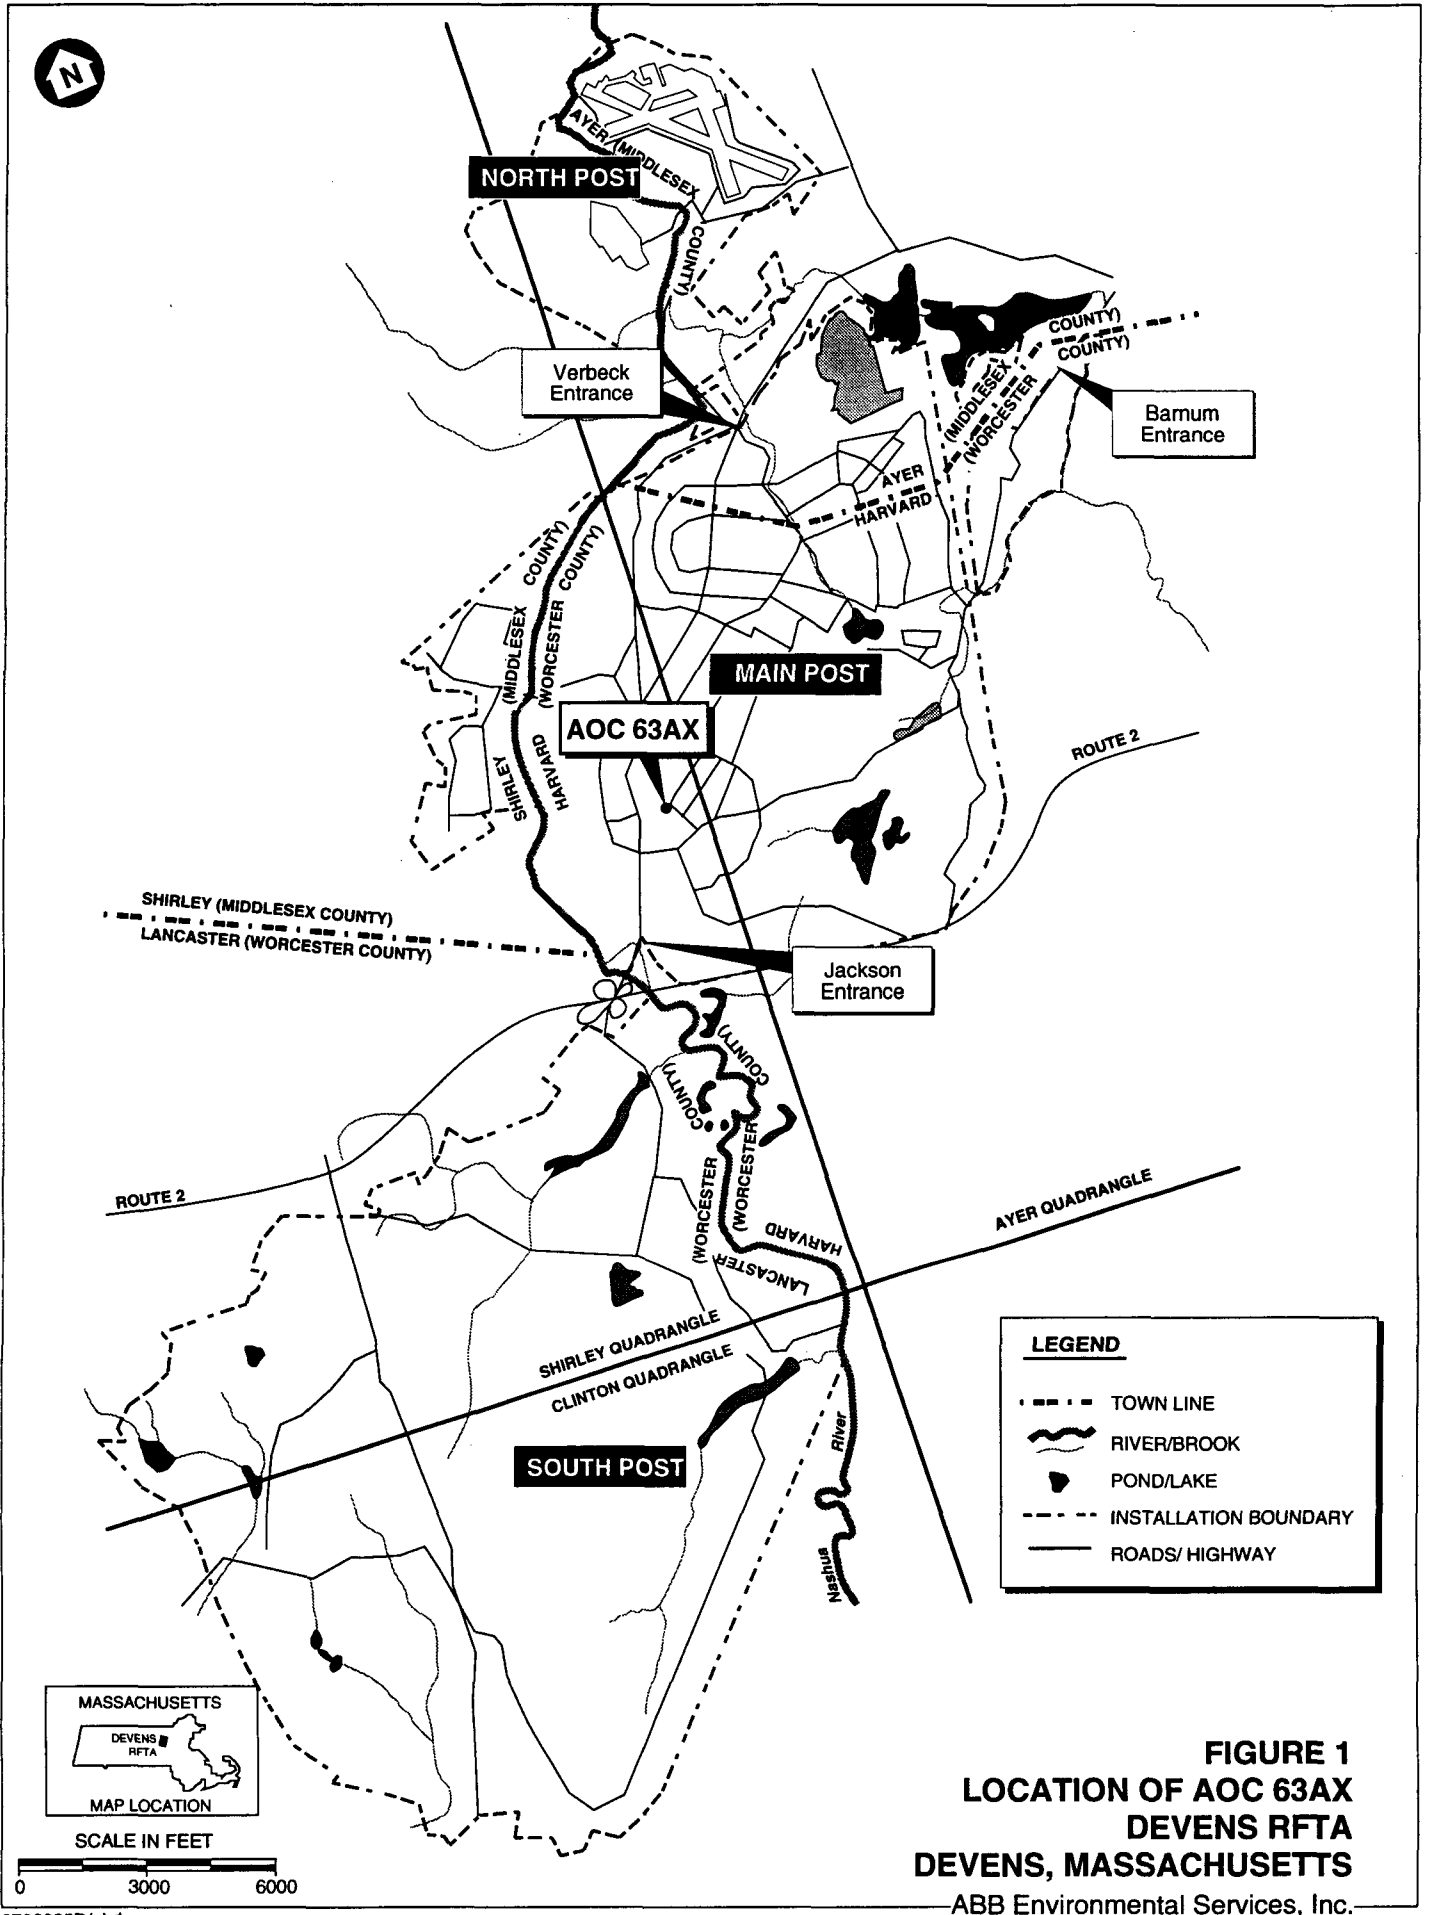 N
AYER (MIDDLESEX
COUNTY)
NORTH POST
Verbeck
Entrance
COUNTY)
COUNTY)
(MIDDLESEX
(WORCESTER
Barnum
Entrance
AYER
HARVARD
COUNTY)
COUNTY)
(MIDDLESEX
(WORCESTER
MAIN POST
AOC 63AX
SHIRLEY
HARVARD
ROUTE 2
SHIRLEY (MIDDLESEX COUNTY)
LANCASTER (WORCESTER COUNTY)
Jackson
Entrance
COUNTY)
COUNTY)
(WORCESTER
(WORCESTER
ROUTE 2
HARVARD
LANCASTER
AYER QUADRANGLE
SHIRLEY QUADRANGLE
CLINTON QUADRANGLE
SOUTH POST
River
Nashua
LEGEND
TOWN LINE
RIVER/BROOK
POND/LAKE
INSTALLATION BOUNDARY
ROADS/ HIGHWAY
MASSACHUSETTS
DEVENS
RFTA
MAP LOCATION
SCALE IN FEET
0 3000 6000
FIGURE 1
LOCATION OF AOC 63AX
DEVENS RFTA
DEVENS, MASSACHUSETTS
ABB Environmental Services, Inc.